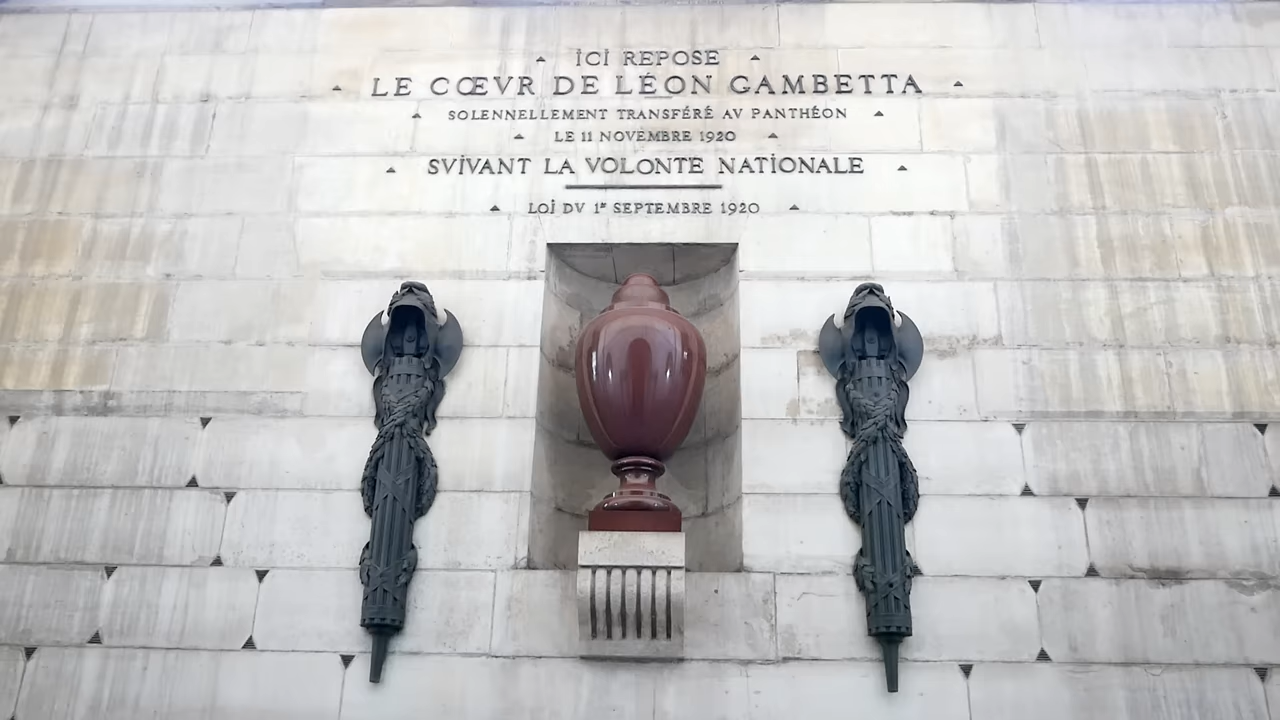 ICI REPOSE
LE CŒVR DE LÉON GAMBETTA
SOLENNELLEMENT TRANSFÉRÉ AV PANTHÉON
LE 11 NOVEMBRE 1920
SVIVANT LA VOLONTE NATIONALE
LOI DV 1ER SEPTEMBRE 1920